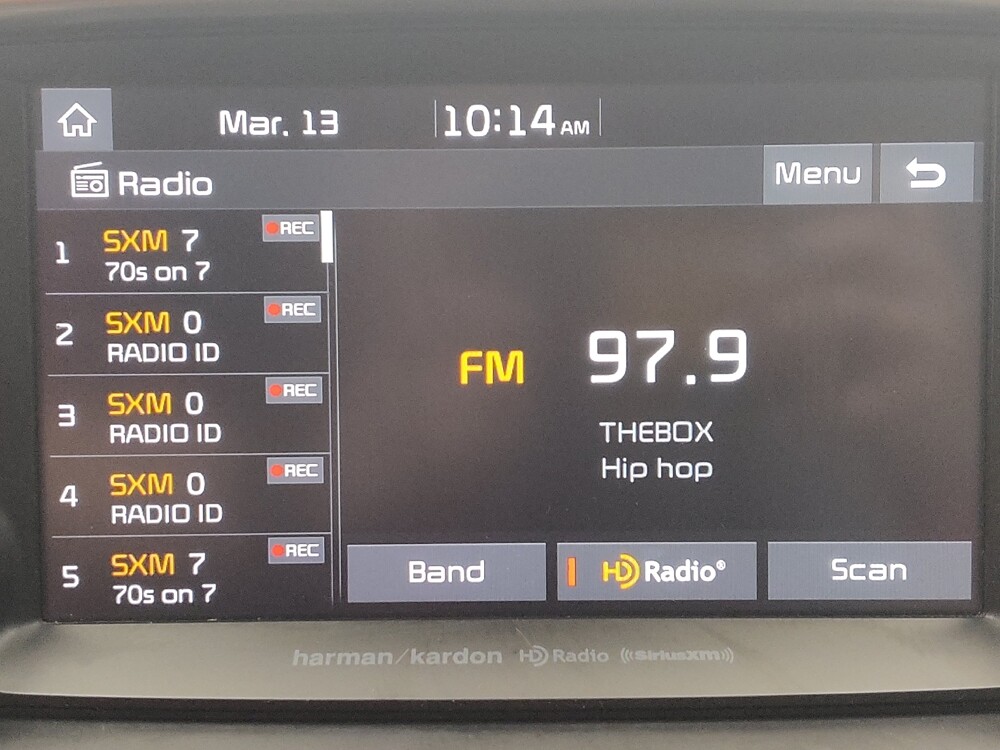 Mar. 13 10:14 AM
Radio Menu
1 SXM 7 REC
70s on 7
2 SXM 0 REC
RADIO ID
3 SXM 0 REC
RADIO ID
4 SXM 0 REC
RADIO ID
5 SXM 7 REC
70s on 7
FM 97.9
THEBOX
Hip hop
Band HD Radio® Scan
harman/kardon HD Radio ((SiriusXM))